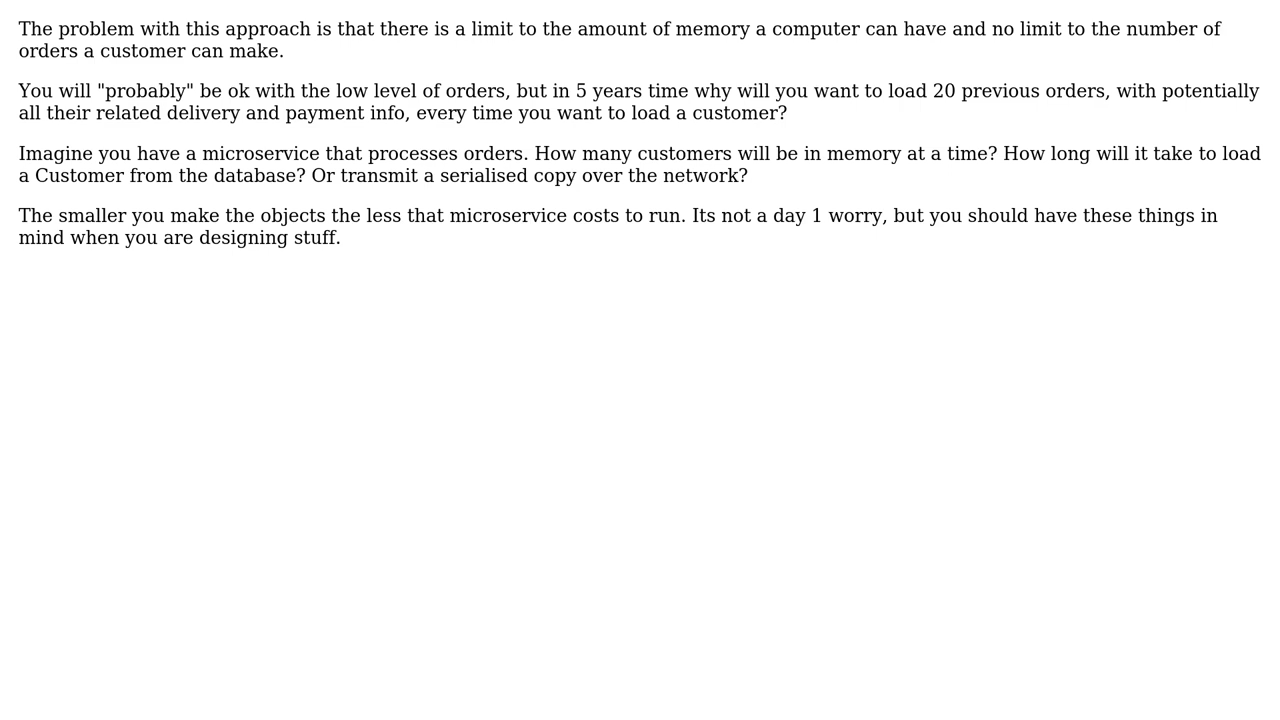 The problem with this approach is that there is a limit to the amount of memory a computer can have and no limit to the number of
orders a customer can make.
You will "probably" be ok with the low level of orders, but in 5 years time why will you want to load 20 previous orders, with potentially
all their related delivery and payment info, every time you want to load a customer?
Imagine you have a microservice that processes orders. How many customers will be in memory at a time? How long will it take to load
a Customer from the database? Or transmit a serialised copy over the network?
The smaller you make the objects the less that microservice costs to run. Its not a day 1 worry, but you should have these things in
mind when you are designing stuff.